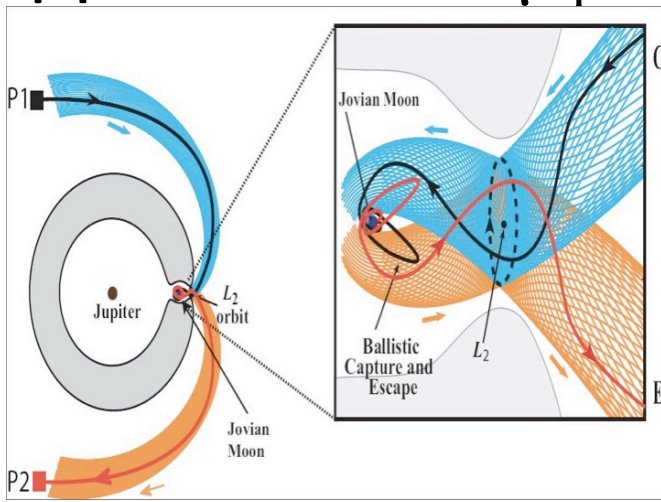 P1
Jupiter
L2
orbit
Jovian
Moon
P2
Jovian Moon
L2
Ballistic
Capture and
Escape
E